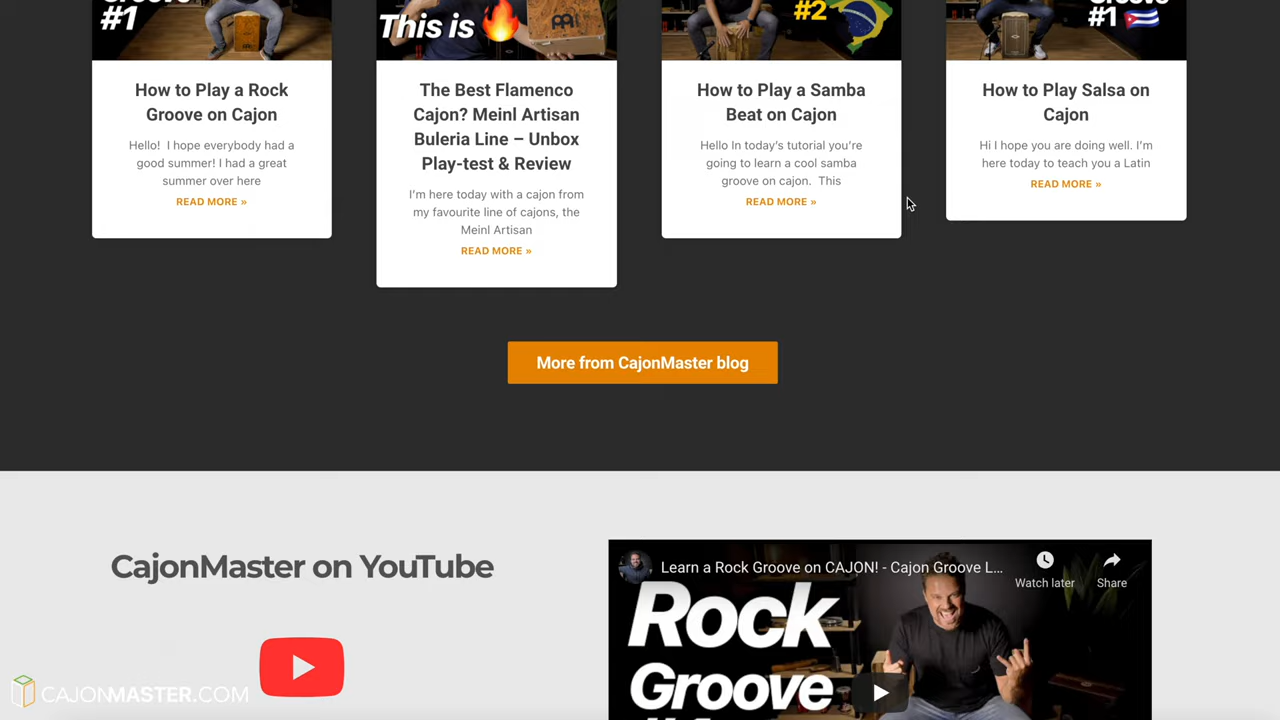 #1
This is
#2
Groove
#1
How to Play a Rock
Groove on Cajon
Hello!  I hope everybody had a
good summer! I had a great
summer over here
READ MORE »
The Best Flamenco
Cajon? Meinl Artisan
Buleria Line – Unbox
Play-test & Review
I'm here today with a cajon from
my favourite line of cajons, the
Meinl Artisan
READ MORE »
How to Play a Samba
Beat on Cajon
Hello In today's tutorial you're
going to learn a cool samba
groove on cajon.  This
READ MORE »
How to Play Salsa on
Cajon
Hi I hope you are doing well. I'm
here today to teach you a Latin
READ MORE »
More from CajonMaster blog
CajonMaster on YouTube
Learn a Rock Groove on CAJON! - Cajon Groove L...
Watch later
Share
Rock
Groove
CAJONMASTER.COM